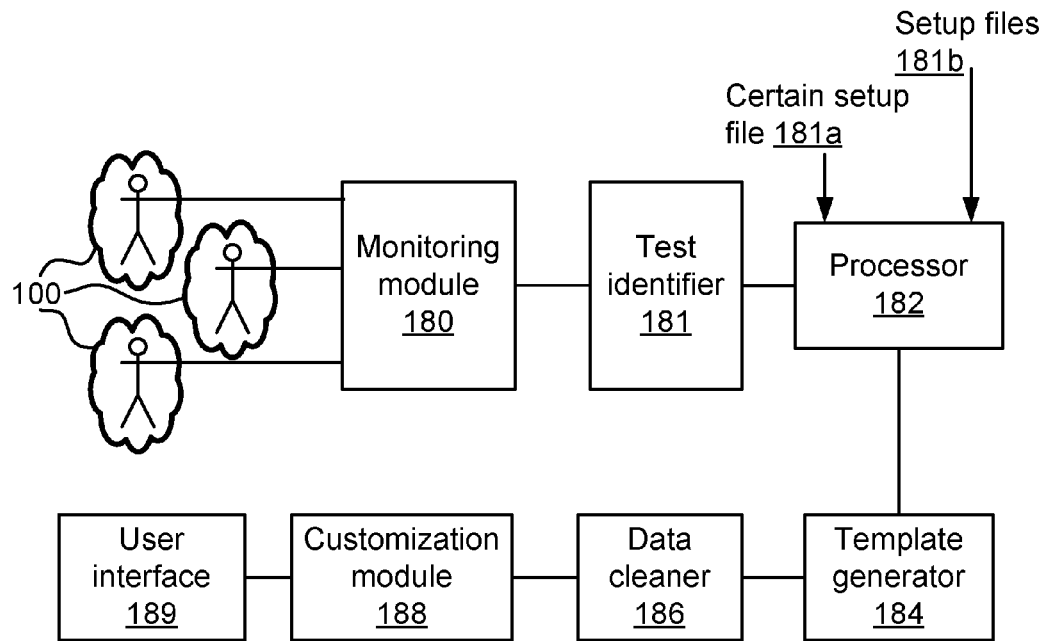 Setup files
181b
Certain setup
file 181a
100
Monitoring
module
180
Test
identifier
181
Processor
182
User
interface
189
Customization
module
188
Data
cleaner
186
Template
generator
184